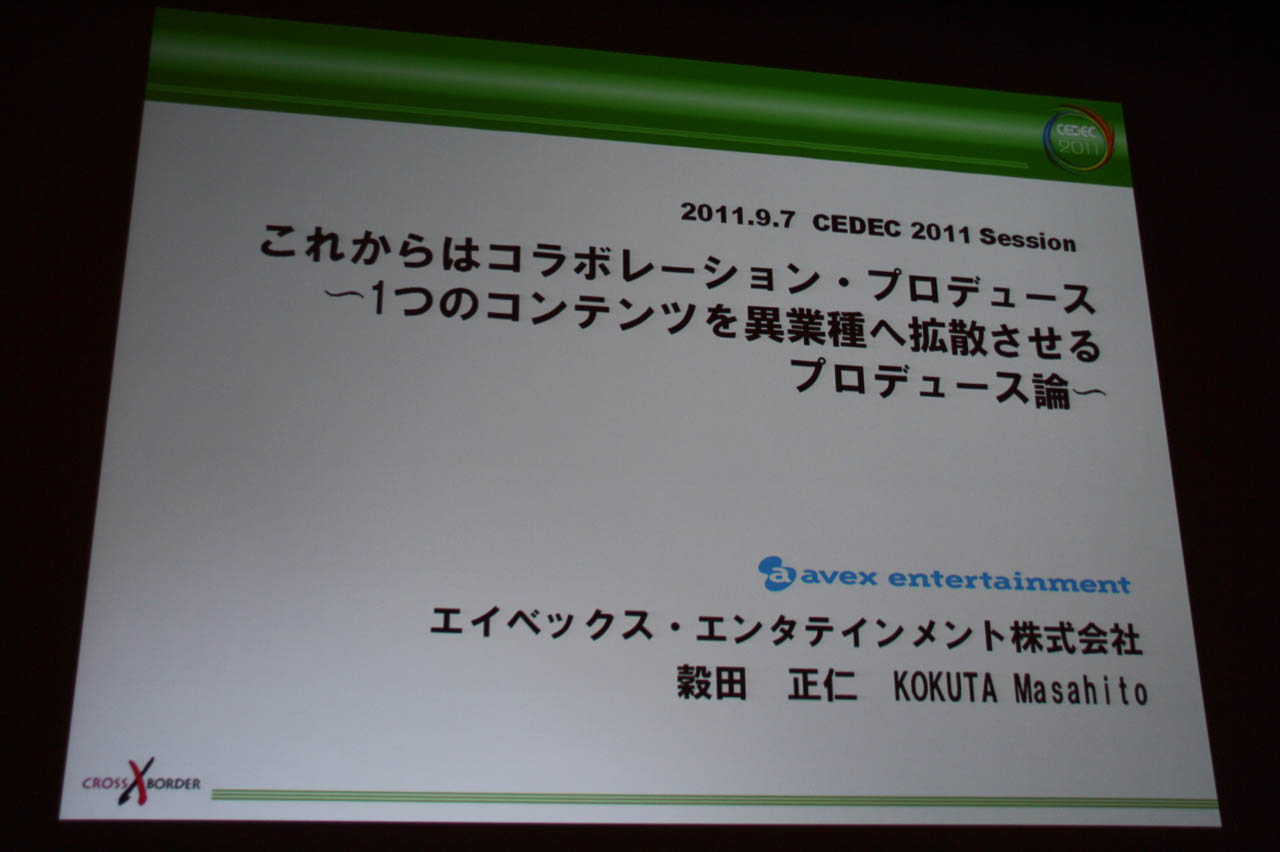 CEDEC
2011
2011.9.7 CEDEC 2011 Session
これからはコラボレーション・プロデュース
～1つのコンテンツを異業種へ拡散させる
プロデュース論～
a avex entertainment
エイベックス・エンタテインメント株式会社
穀田　正仁　KOKUTA Masahito
CROSS X BORDER